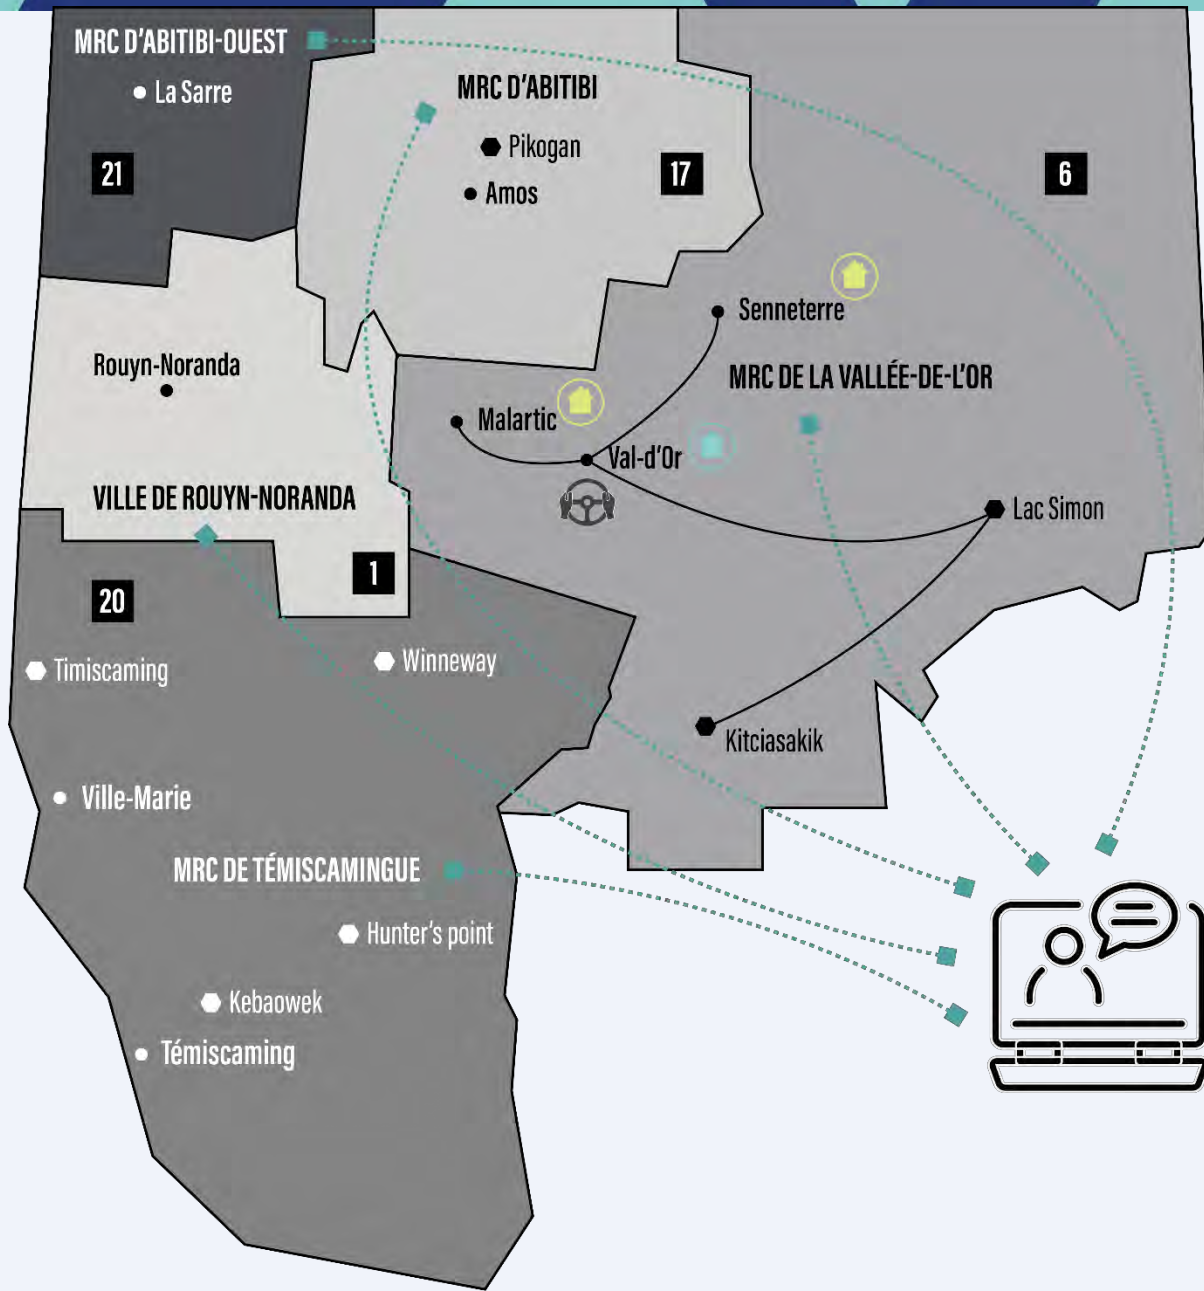 MRC D'ABITIBI-OUEST
La Sarre
21
MRC D'ABITIBI
Pikogan
Amos
17
6
Senneterre
Rouyn-Noranda
MRC DE LA VALLÉE-DE-L'OR
Malartic
Val-d'Or
VILLE DE ROUYN-NORANDA
Lac Simon
1
20
Timiscaming
Winneway
Kitciasakik
Ville-Marie
MRC DE TÉMISCAMINGUE
Hunter's point
Kebaowek
Témiscaming